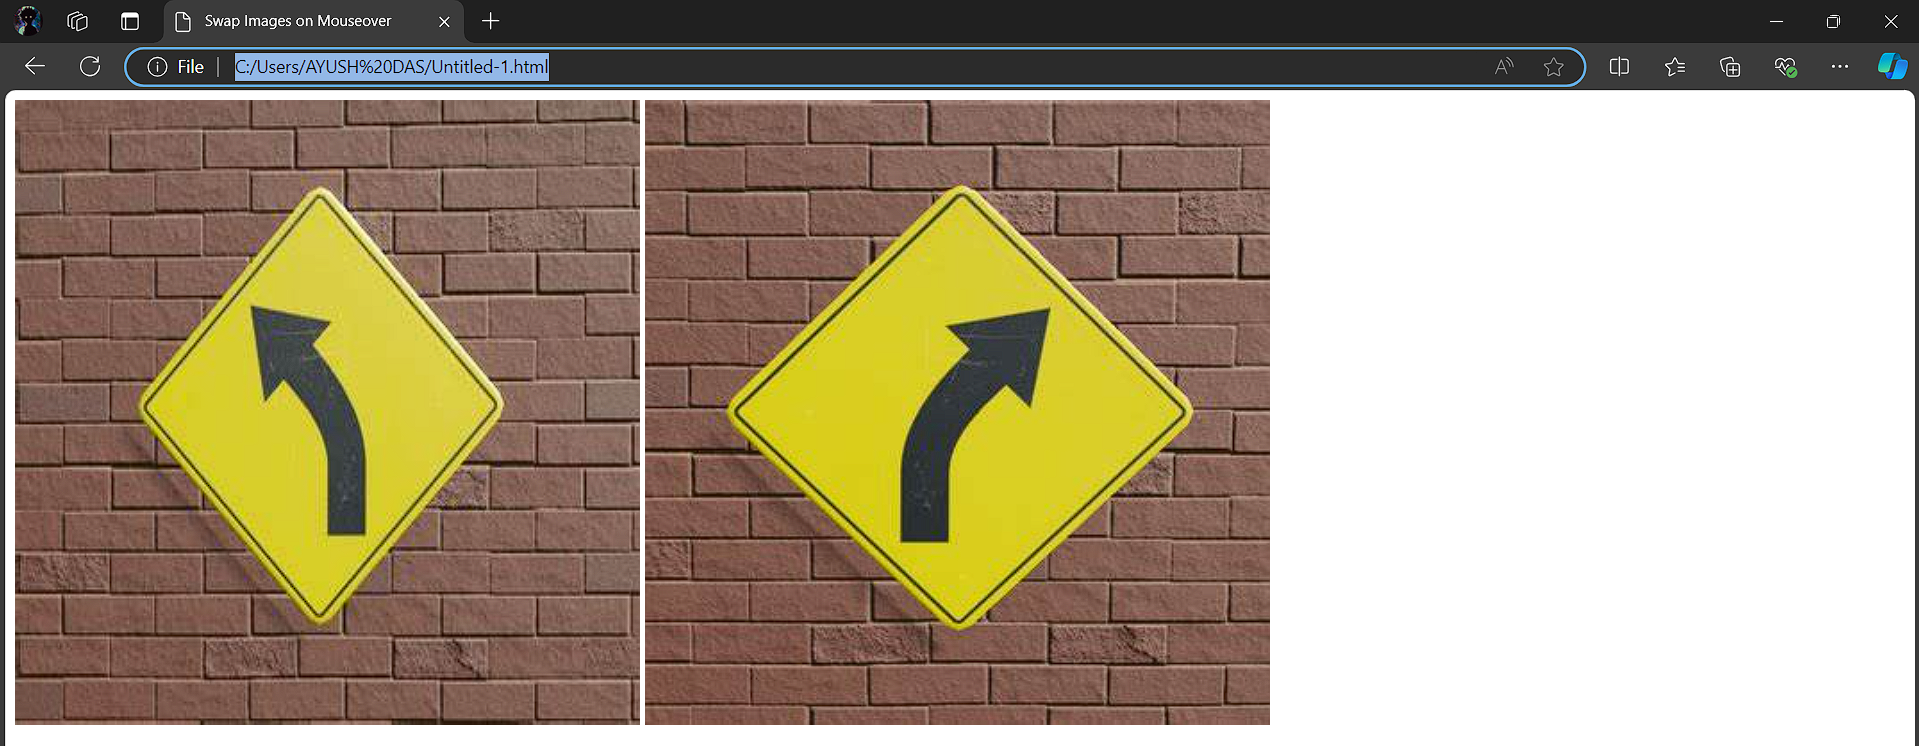 Swap Images on Mouseover
File
C:/Users/AYUSH%20DAS/Untitled-1.html